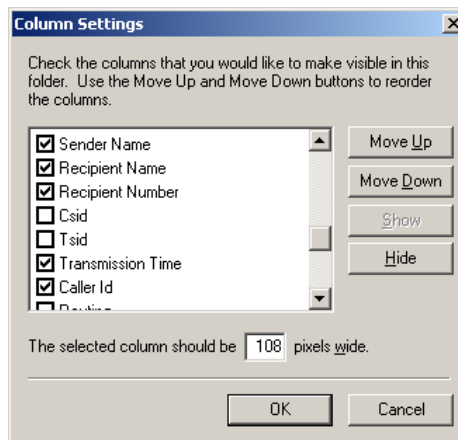 Column Settings
Check the columns that you would like to make visible in this
folder. Use the Move Up and Move Down buttons to reorder
the columns.
Sender Name
Move Up
Recipient Name
Recipient Number
Move Down
Csid
Show
Tsid
Transmission Time
Hide
Caller Id
Routing
The selected column should be 108 pixels wide.
OK
Cancel